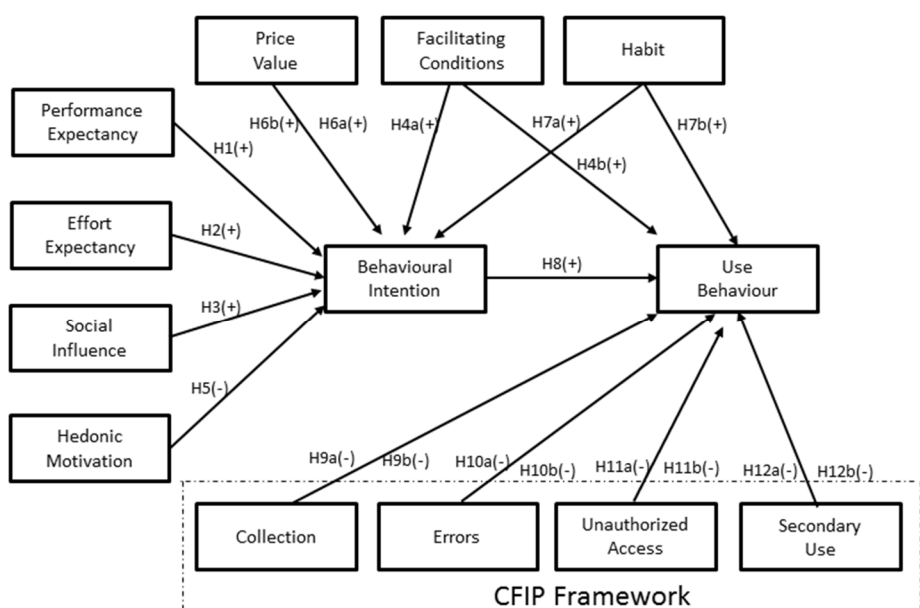 Price
Value
Facilitating
Conditions
Habit
Performance
Expectancy
H6b(+)
H6a(+)
H4a(+)
H7a(+)
H7b(+)
H1(+)
H4b(+)
Effort
Expectancy
H2(+)
Behavioural
Intention
H8(+)
Use
Behaviour
Social
Influence
H3(+)
H5(-)
Hedonic
Motivation
H9a(-)
H9b(-)
H10a(-)
H10b(-)
H11a(-)
H11b(-)
H12a(-)
H12b(-)
Collection
Errors
Unauthorized
Access
Secondary
Use
CFIP Framework